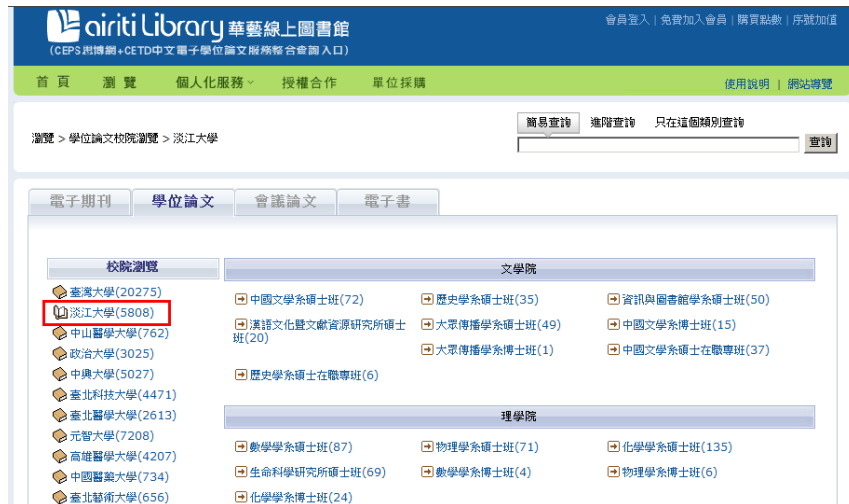 airiti Library 華藝線上圖書館
(CEPS思博網+CETD中文電子學位論文服務整合查詢入口)
會員登入 | 免費加入會員 | 購買點數 | 序號加值
首 頁 瀏 覽 個人化服務 授權合作 單位採購
使用說明 | 網站導覽
簡易查詢 進階查詢 只在這個類別查詢
瀏覽 > 學位論文校院瀏覽 > 淡江大學
查詢
電子期刊 學位論文 會議論文 電子書
校院瀏覽
臺灣大學(20275)
淡江大學(5808)
中山醫學大學(762)
政治大學(3025)
中興大學(5027)
臺北科技大學(4471)
臺北醫學大學(2613)
元智大學(7208)
高雄醫學大學(4207)
中國醫藥大學(734)
臺北藝術大學(656)
文學院
中國文學系碩士班(72) 歷史學系碩士班(35) 資訊與圖書館學系碩士班(50)
漢語文化暨文獻資源研究所碩士 大眾傳播學系碩士班(49) 中國文學系博士班(15)
班(20)
大眾傳播學系博士班(1) 中國文學系碩士在職專班(37)
歷史學系碩士在職專班(6)
理學院
數學學系碩士班(87) 物理學系碩士班(71) 化學學系碩士班(135)
生命科學研究所碩士班(69) 數學學系博士班(4) 物理學系博士班(6)
化學學系博士班(24)